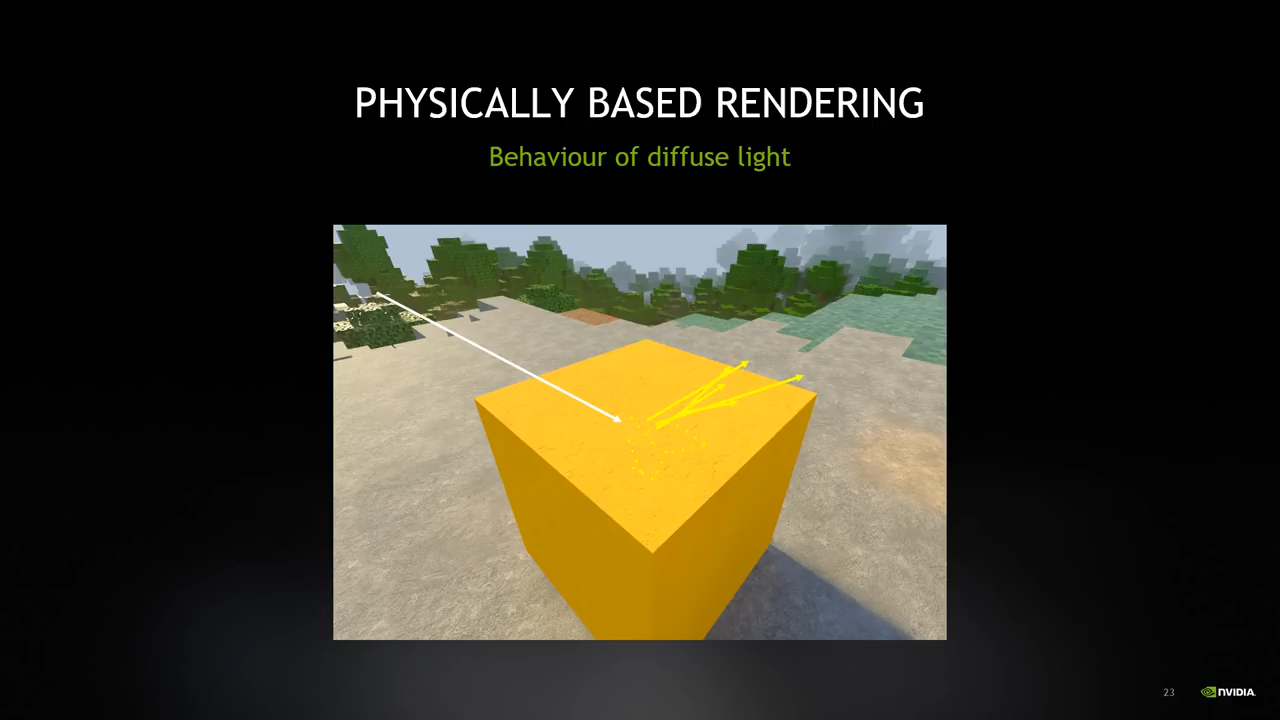 PHYSICALLY BASED RENDERING
Behaviour of diffuse light
23
NVIDIA.